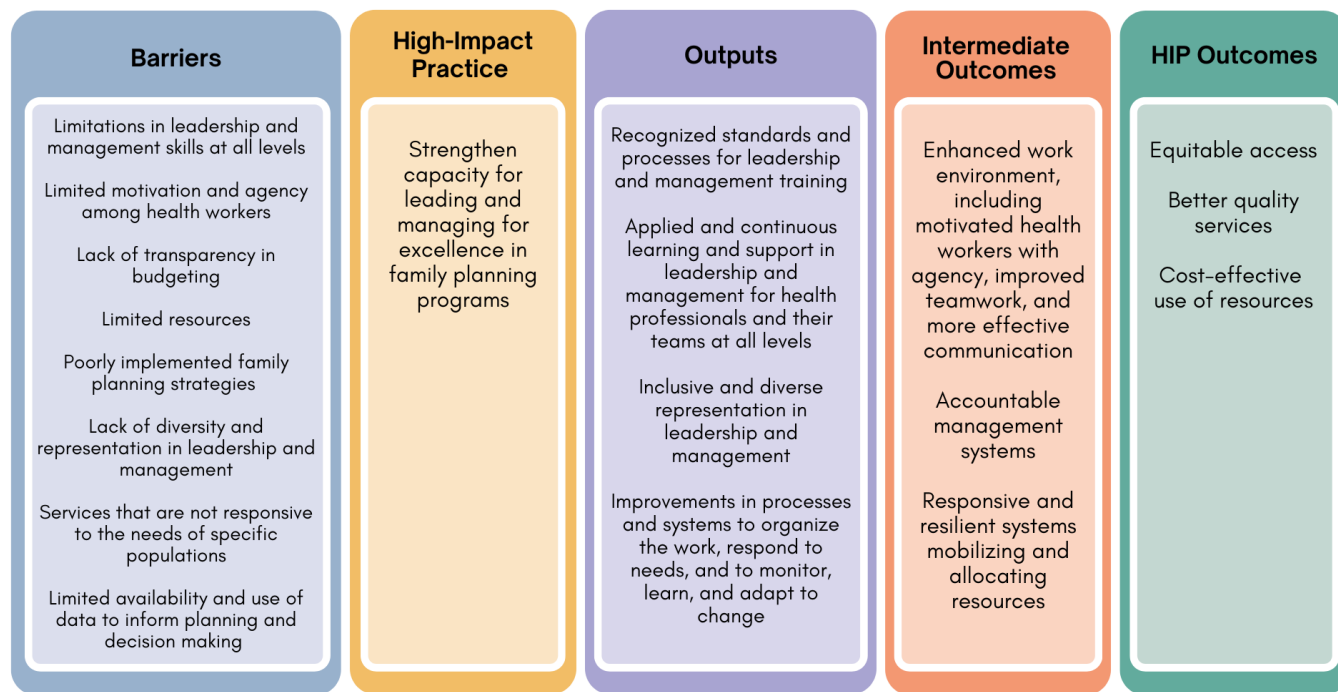 Barriers
Limitations in leadership and
management skills at all levels
Limited motivation and agency
among health workers
Lack of transparency in
budgeting
Limited resources
Poorly implemented family
planning strategies
Lack of diversity and
representation in leadership and
management
Services that are not responsive
to the needs of specific
populations
Limited availability and use of
data to inform planning and
decision making
High-Impact
Practice
Strengthen
capacity for
leading and
managing for
excellence in
family planning
programs
Outputs
Recognized standards and
processes for leadership
and management training
Applied and continuous
learning and support in
leadership and
management for health
professionals and their
teams at all levels
Inclusive and diverse
representation in
leadership and
management
Improvements in processes
and systems to organize
the work, respond to
needs, and to monitor,
learn, and adapt to
change
Intermediate
Outcomes
Enhanced work
environment,
including
motivated health
workers with
agency, improved
teamwork, and
more effective
communication
Accountable
management
systems
Responsive and
resilient systems
mobilizing and
allocating
resources
HIP Outcomes
Equitable access
Better quality
services
Cost-effective
use of resources